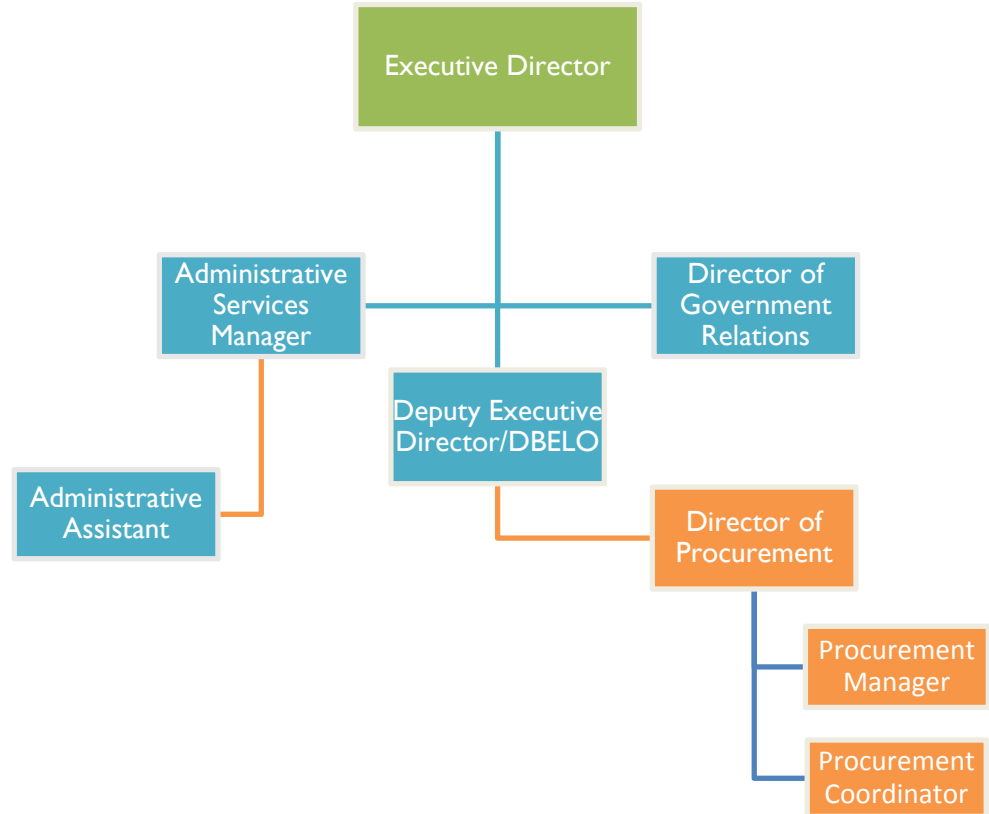 Executive Director
Administrative
Services
Manager
Director of
Government
Relations
Deputy Executive
Director/DBELO
Administrative
Assistant
Director of
Procurement
Procurement
Manager
Procurement
Coordinator